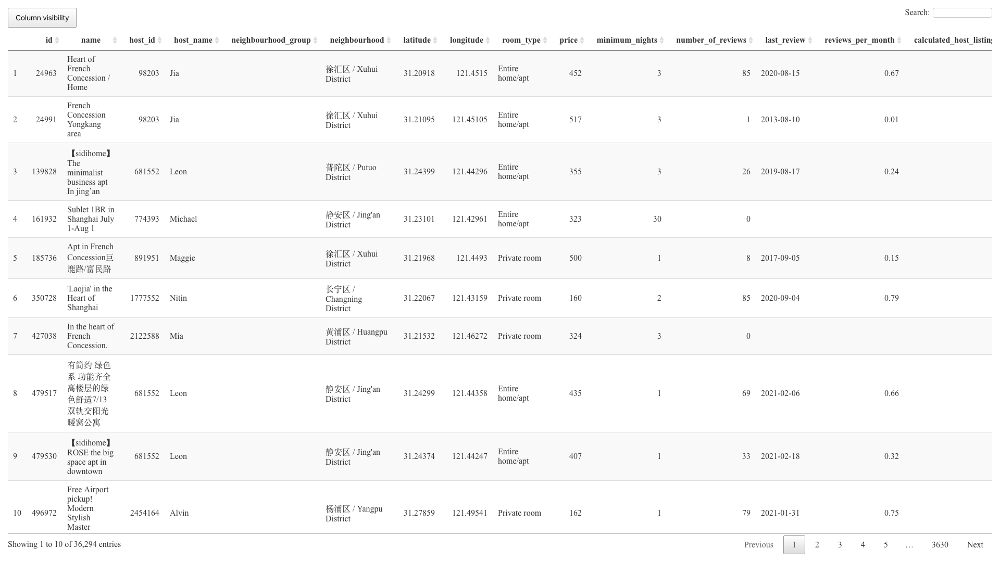 Column visibility
Search:
id name host_id host_name neighbourhood_group neighbourhood latitude longitude room_type price minimum_nights number_of_reviews last_review reviews_per_month calculated_host_listing
1 24963 Heart of French Concession / Home 98203 Jia 徐汇区 / Xuhui District 31.20918 121.4515 Entire home/apt 452 3 85 2020-08-15 0.67
2 24991 French Concession Yongkang area 98203 Jia 徐汇区 / Xuhui District 31.21095 121.45105 Entire home/apt 517 3 1 2013-08-10 0.01
3 139828 【sidihome】 The minimalist business apt In jing’an 681552 Leon 普陀区 / Putuo District 31.24399 121.44296 Entire home/apt 355 3 26 2019-08-17 0.24
4 161932 Sublet 1BR in Shanghai July 1-Aug 1 774393 Michael 静安区 / Jing'an District 31.23101 121.42961 Entire home/apt 323 30 0
5 185736 Apt in French Concession巨鹿路/富民路 891951 Maggie 徐汇区 / Xuhui District 31.21968 121.4493 Private room 500 1 8 2017-09-05 0.15
6 350728 'Laojia' in the Heart of Shanghai 1777552 Nitin 长宁区 / Changning District 31.22067 121.43159 Private room 160 2 85 2020-09-04 0.79
7 427038 In the heart of French Concession. 2122588 Mia 黄浦区 / Huangpu District 31.21532 121.46272 Private room 324 3 0
8 479517 有简约 绿色系 功能齐全高楼层的绿色舒适7/13双轨交阳光暖窝公寓 681552 Leon 静安区 / Jing'an District 31.24299 121.44358 Entire home/apt 435 1 69 2021-02-06 0.66
9 479530 【sidihome】 ROSE the big space apt in downtown 681552 Leon 静安区 / Jing'an District 31.24374 121.44247 Entire home/apt 407 1 33 2021-02-18 0.32
10 496972 Free Airport pickup! Modern Stylish Master 2454164 Alvin 杨浦区 / Yangpu District 31.27859 121.49541 Private room 162 1 79 2021-01-31 0.75
Showing 1 to 10 of 36,294 entries
Previous 1 2 3 4 5 … 3630 Next